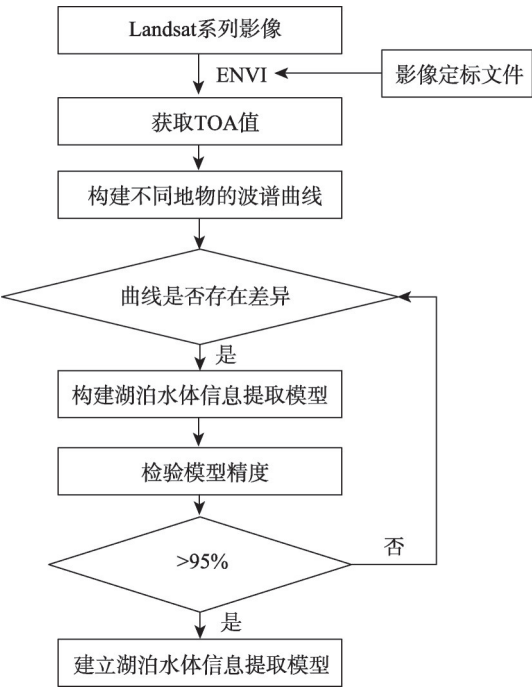 Landsat系列影像
ENVI
影像定标文件
获取TOA值
构建不同地物的波谱曲线
曲线是否存在差异
是
构建湖泊水体信息提取模型
检验模型精度
>95%
否
是
建立湖泊水体信息提取模型